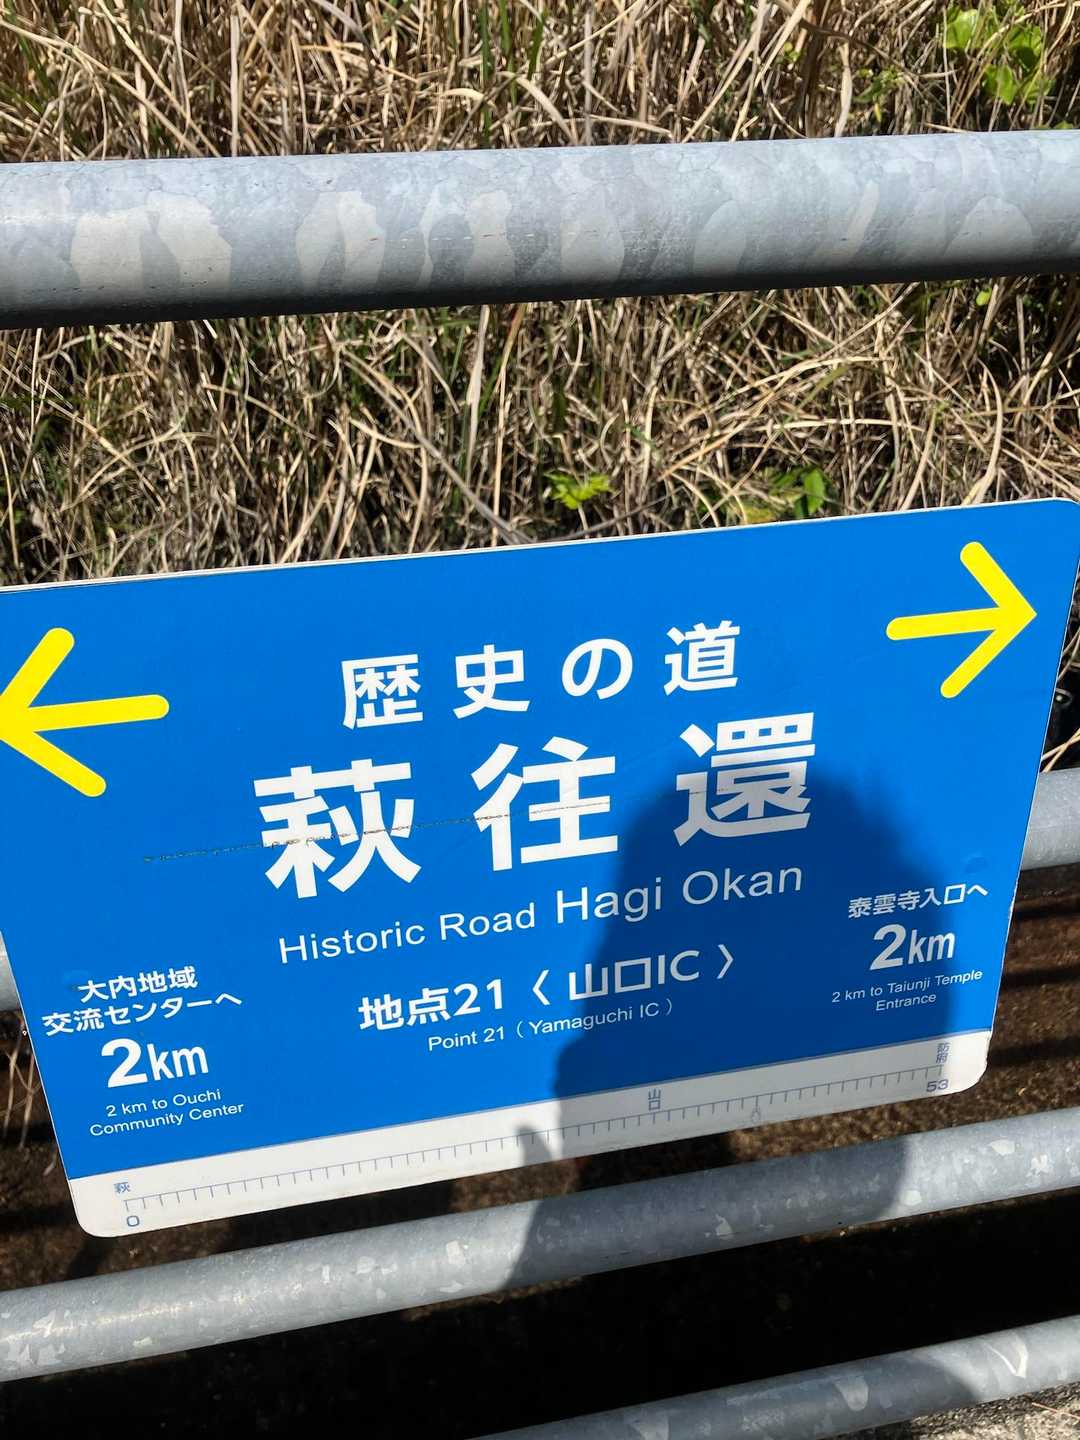 歴史の道
萩往還
Historic Road Hagi Okan
地点21〈山口IC〉
Point 21（Yamaguchi IC）
大内地域
交流センターへ
2km
2 km to Ouchi
Community Center
泰雲寺入口へ
2km
2 km to Taiunji Temple
Entrance
萩
0
山口
防府
53